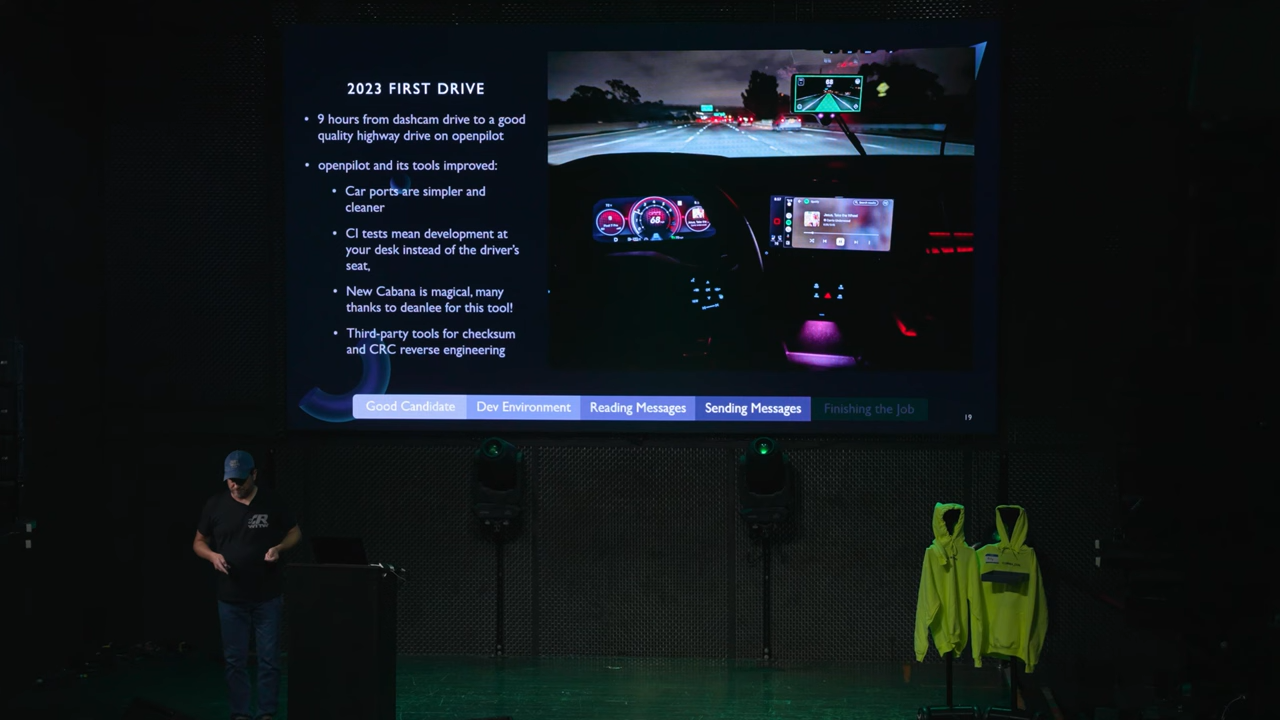 2023 FIRST DRIVE
• 9 hours from dashcam drive to a good
quality highway drive on openpilot
• openpilot and its tools improved:
• Car ports are simpler and
cleaner
• CI tests mean development at
your desk instead of the driver's
seat,
• New Cabana is magical, many
thanks to deanlee for this tool!
• Third-party tools for checksum
and CRC reverse engineering
68
68
Good Candidate
Dev Environment
Reading Messages
Sending Messages
Finishing the Job
19